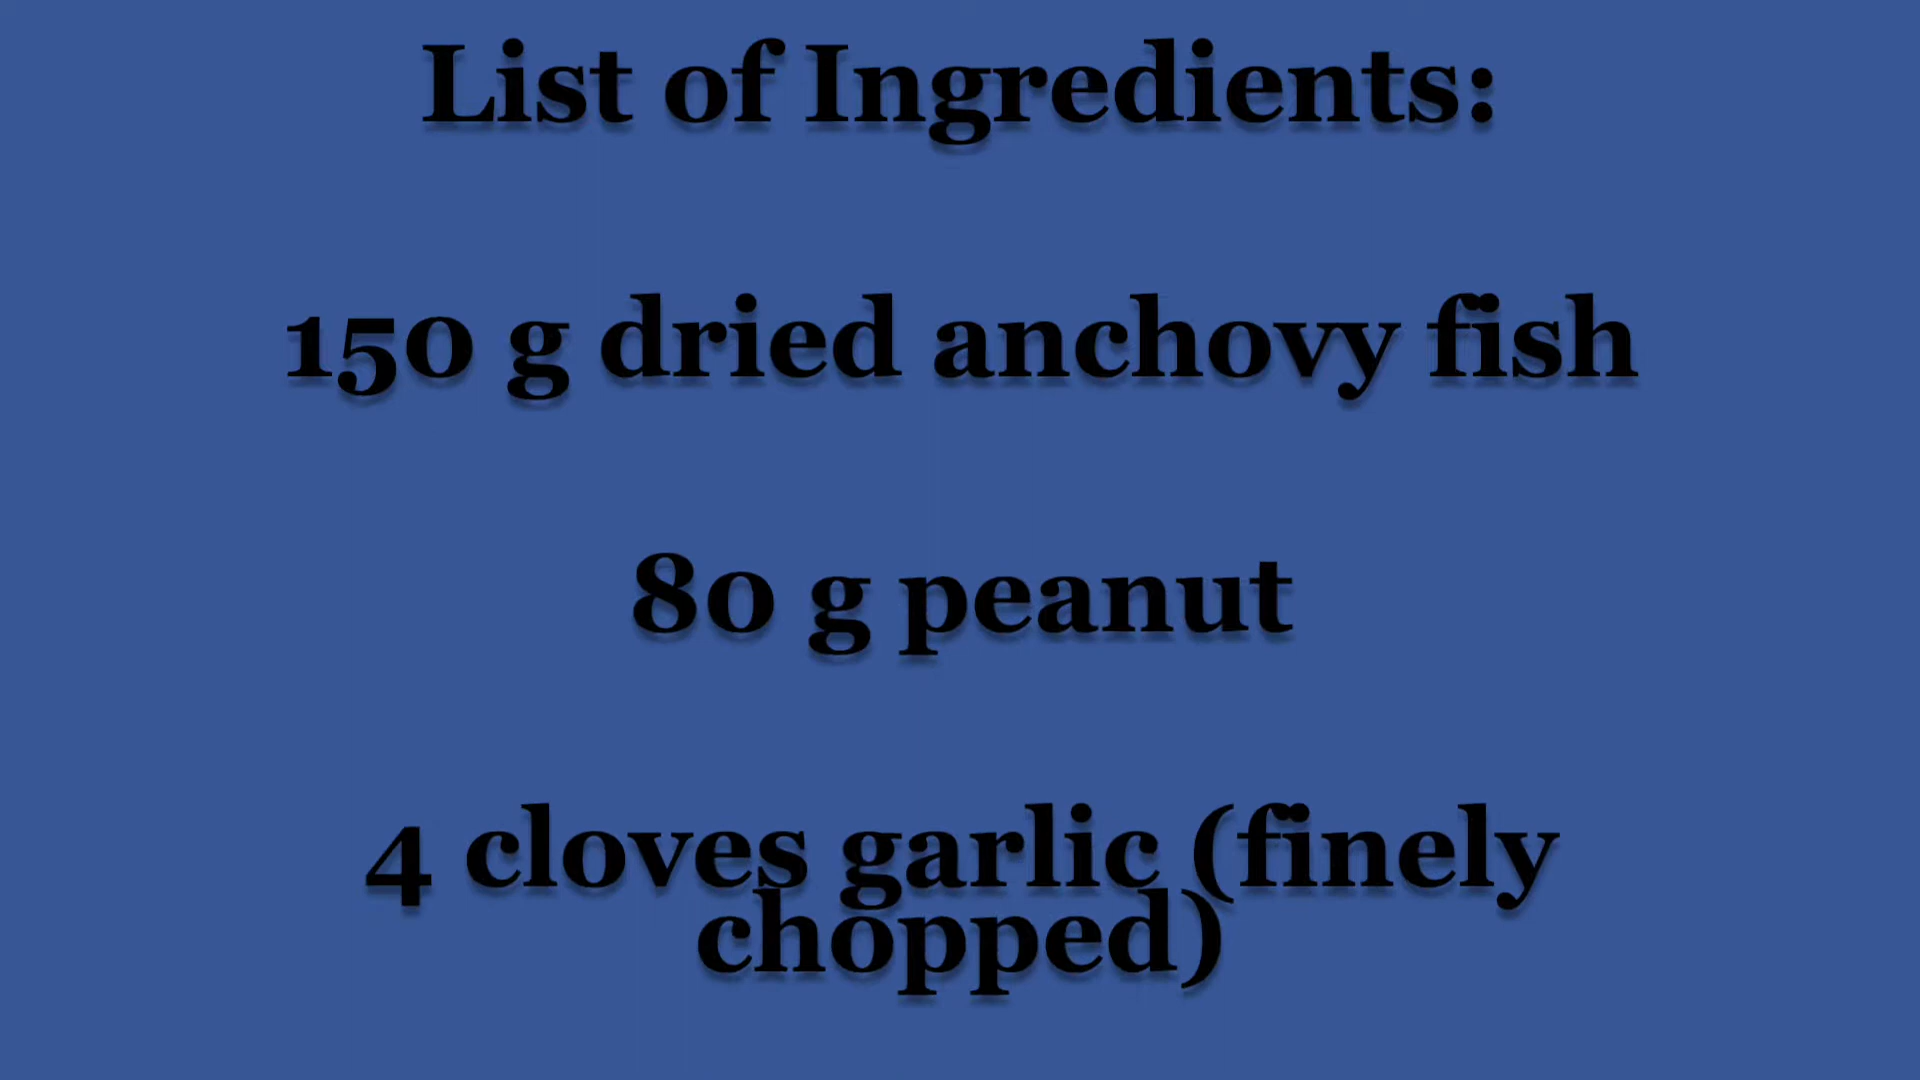 List of Ingredients:
150 g dried anchovy fish
80 g peanut
4 cloves garlic (finely
chopped)